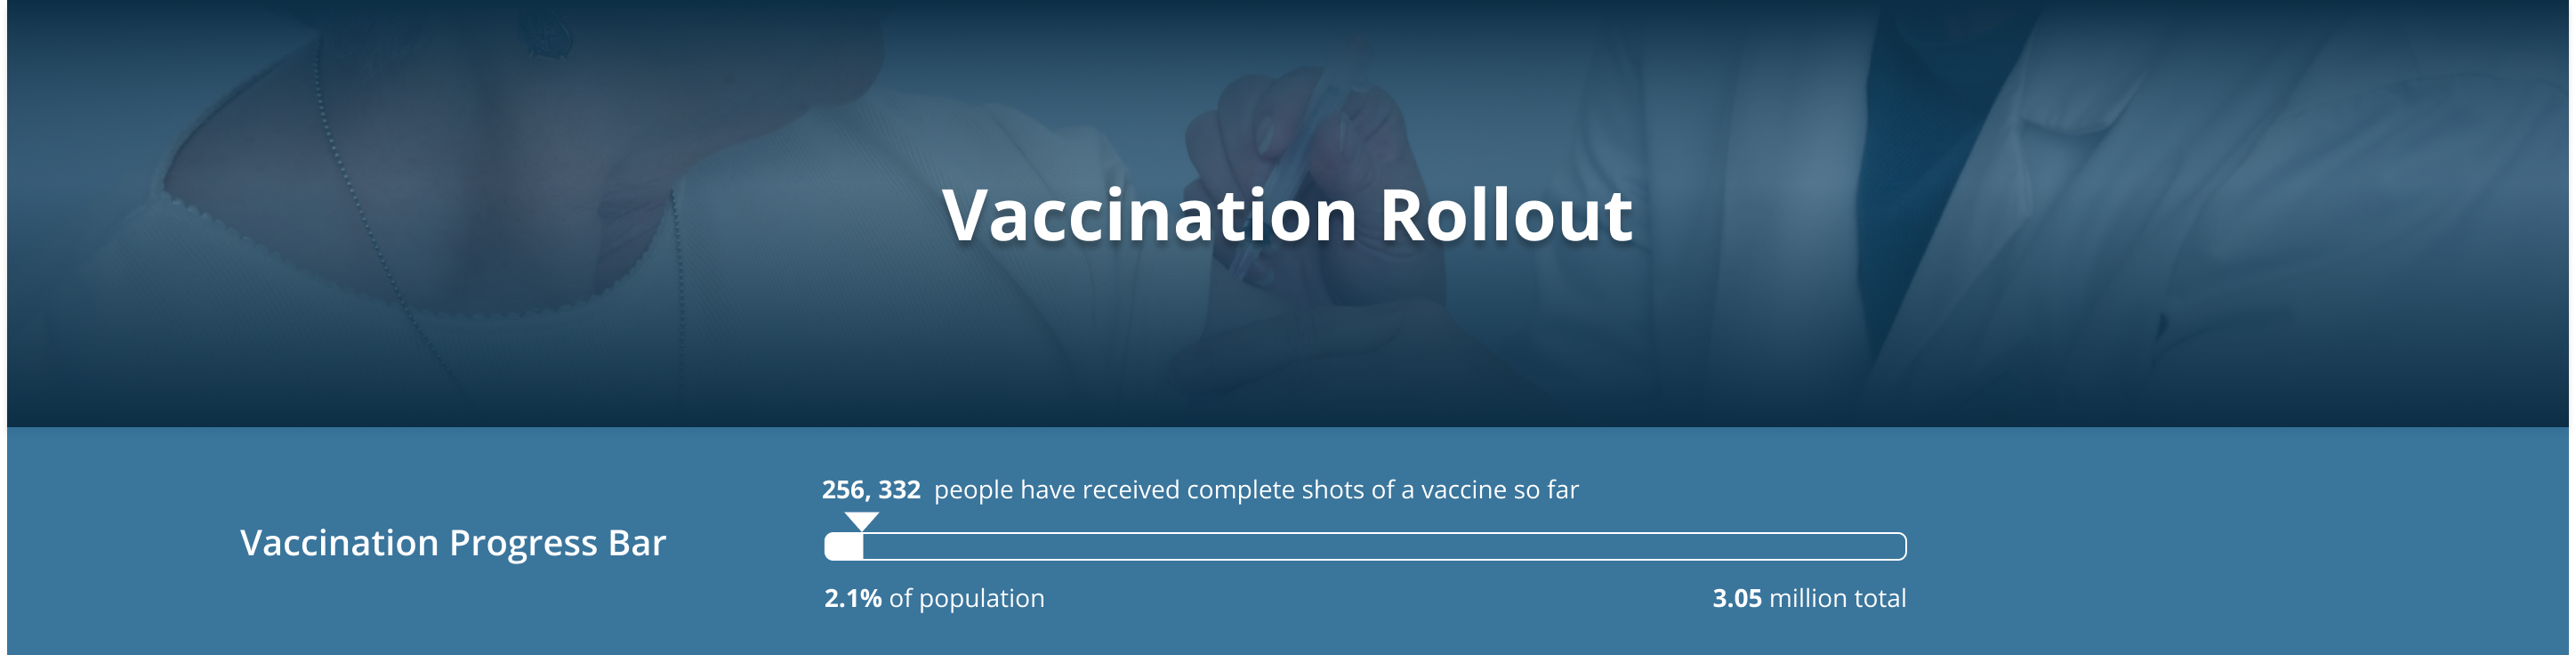 Vaccination Rollout
256, 332 people have received complete shots of a vaccine so far
Vaccination Progress Bar
2.1% of population
3.05 million total